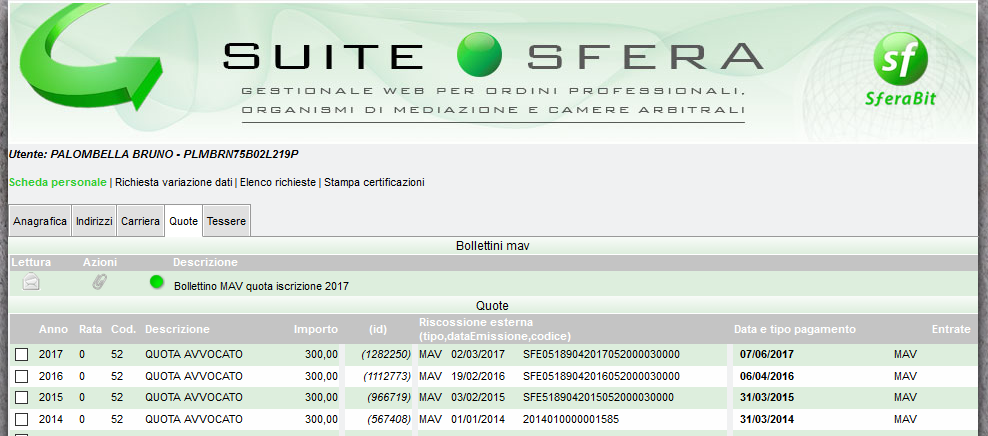 SUITE SFERA
GESTIONALE WEB PER ORDINI PROFESSIONALI,
ORGANISMI DI MEDIAZIONE E CAMERE ARBITRALI
sf
SferaBit
Utente: PALOMBELLA BRUNO - PLMBRN75B02L219P
Scheda personale | Richiesta variazione dati | Elenco richieste | Stampa certificazioni
Anagrafica Indirizzi Carriera Quote Tessere
Bollettini mav
Lettura Azioni Descrizione
Bollettino MAV quota iscrizione 2017
Quote
Anno Rata Cod. Descrizione Importo (id) Riscossione esterna (tipo,dataEmissione,codice) Data e tipo pagamento Entrate
2017 0 52 QUOTA AVVOCATO 300,00 (1282250) MAV 02/03/2017 SFE05189042017052000030000 07/06/2017 MAV
2016 0 52 QUOTA AVVOCATO 300,00 (1112773) MAV 19/02/2016 SFE05189042016052000030000 06/04/2016 MAV
2015 0 52 QUOTA AVVOCATO 300,00 (966719) MAV 03/02/2015 SFE5189042015052000030000 31/03/2015 MAV
2014 0 52 QUOTA AVVOCATO 300,00 (567408) MAV 01/01/2014 2014010000001585 31/03/2014 MAV